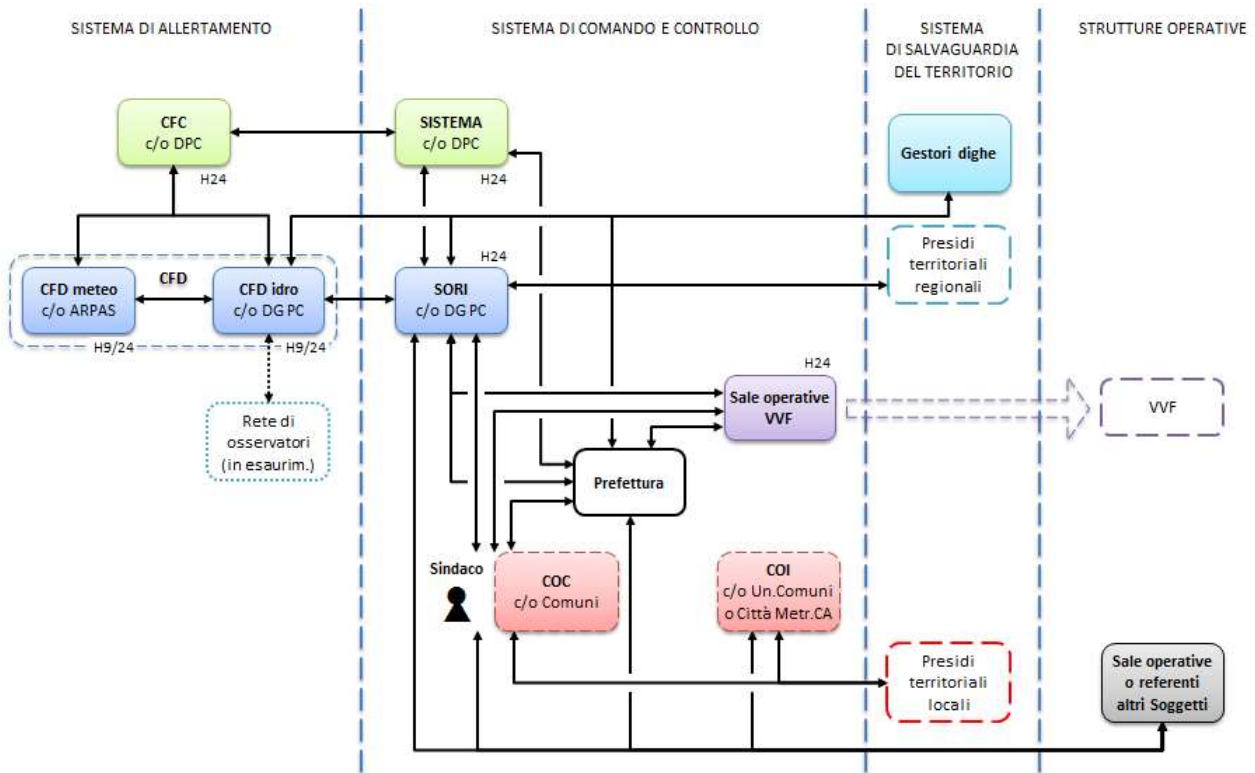 SISTEMA DI ALLERTAMENTO
SISTEMA DI COMANDO E CONTROLLO
SISTEMA
DI SALVAGUARDIA
DEL TERRITORIO
STRUTTURE OPERATIVE
CFC
c/o DPC
H24
SISTEMA
c/o DPC
H24
Gestori dighe
CFD meteo
c/o ARPAS
H9/24
CFD
CFD idro
c/o DG PC
H9/24
H24
SORI
c/o DG PC
Presidi
territoriali
regionali
Rete di
osservatori
(in esaurim.)
H24
Sale operative
VVF
VVF
Prefettura
Sindaco
COC
c/o Comuni
COI
c/o Un.Comuni
o Città Metr.CA
Presidi
territoriali
locali
Sale operative
o referenti
altri Soggetti